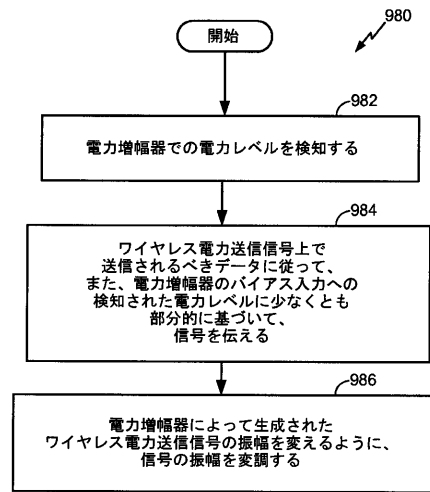 980
開始
982
電力増幅器での電力レベルを検知する
984
ワイヤレス電力送信信号上で
送信されるべきデータに従って、
また、電力増幅器のバイアス入力への
検知された電力レベルに少なくとも
部分的に基づいて、
信号を伝える
986
電力増幅器によって生成された
ワイヤレス電力送信信号の振幅を変えるように、
信号の振幅を変調する